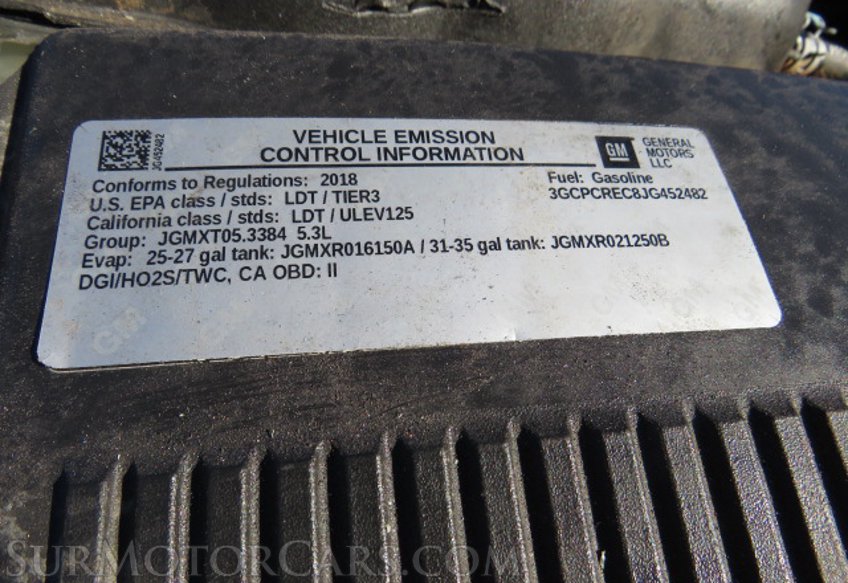 JG452482
VEHICLE EMISSION
CONTROL INFORMATION
GM
GENERAL
MOTORS
LLC
Conforms to Regulations: 2018
Fuel: Gasoline
U.S. EPA class / stds: LDT / TIER3
3GCPCREC8JG452482
California class / stds: LDT / ULEV125
Group: JGMXT05.3384 5.3L
Evap: 25-27 gal tank: JGMXR016150A / 31-35 gal tank: JGMXR021250B
DGI/HO2S/TWC, CA OBD: II
SurMotorCars.com